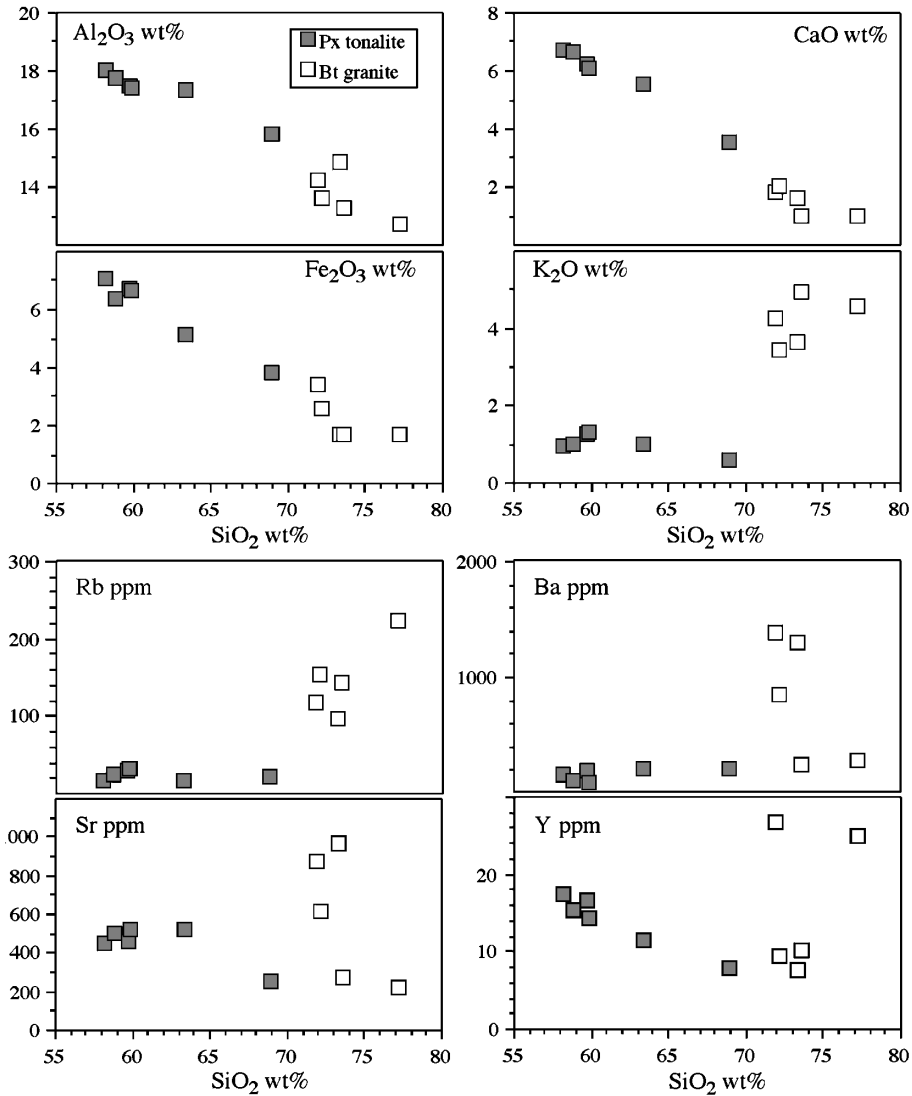 Al₂O₃ wt%
Px tonalite
Bt granite
20
18
16
14
CaO wt%
8
6
4
2
Fe₂O₃ wt%
6
4
2
0
55 60 65 70 75 80
SiO₂ wt%
K₂O wt%
4
2
0
55 60 65 70 75 80
SiO₂ wt%
Rb ppm
300
200
100
Ba ppm
2000
1000
Sr ppm
.000
800
600
400
200
0
55 60 65 70 75 80
SiO₂ wt%
Y ppm
20
10
0
55 60 65 70 75 80
SiO₂ wt%